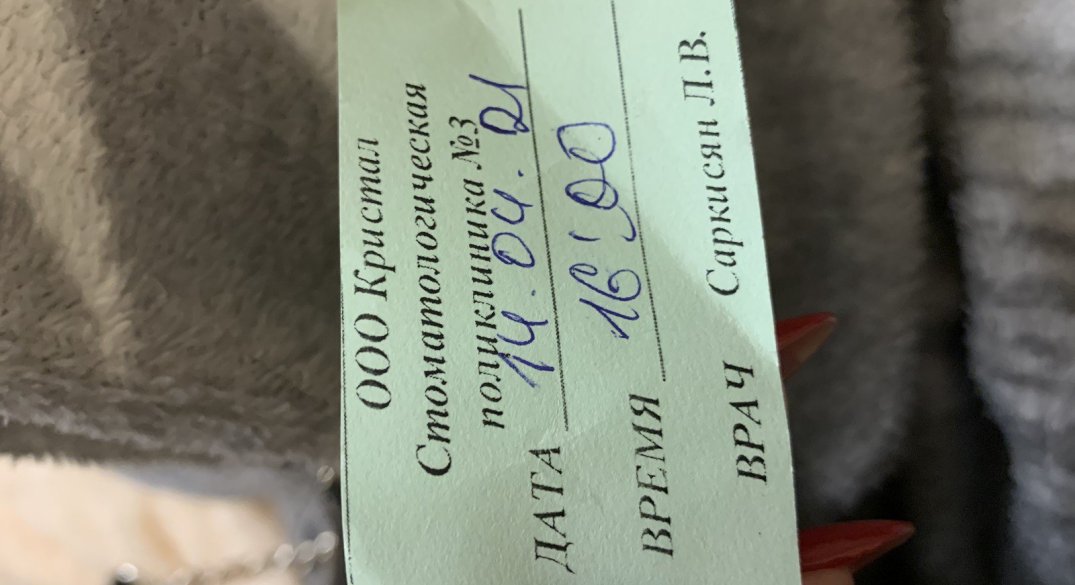 ООО Кристал
Стоматологическая
поликлиника №3
ДАТА 14.04.21
ВРЕМЯ 16:00
ВРАЧ Саркисян Л.В.